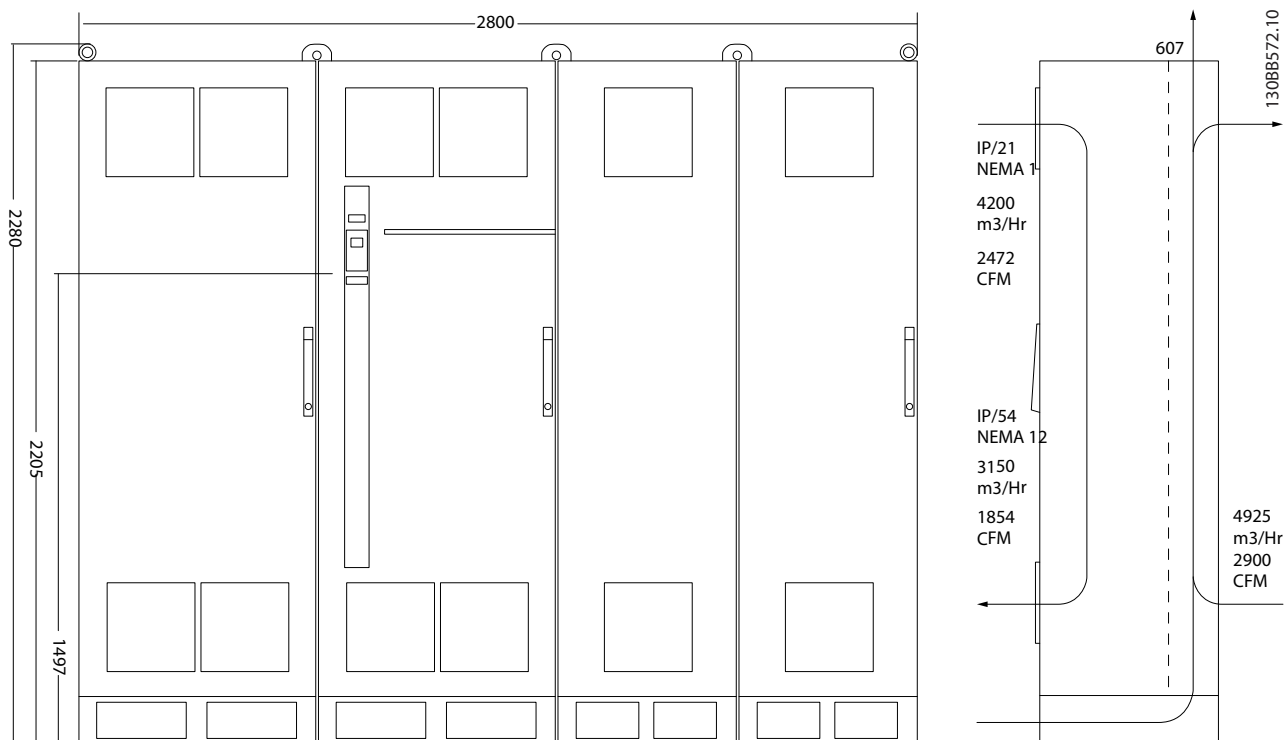 2800
2280
2205
1497
607
130BB572.10
IP/21
NEMA 1
4200
m3/Hr
2472
CFM
IP/54
NEMA 12
3150
m3/Hr
1854
CFM
4925
m3/Hr
2900
CFM